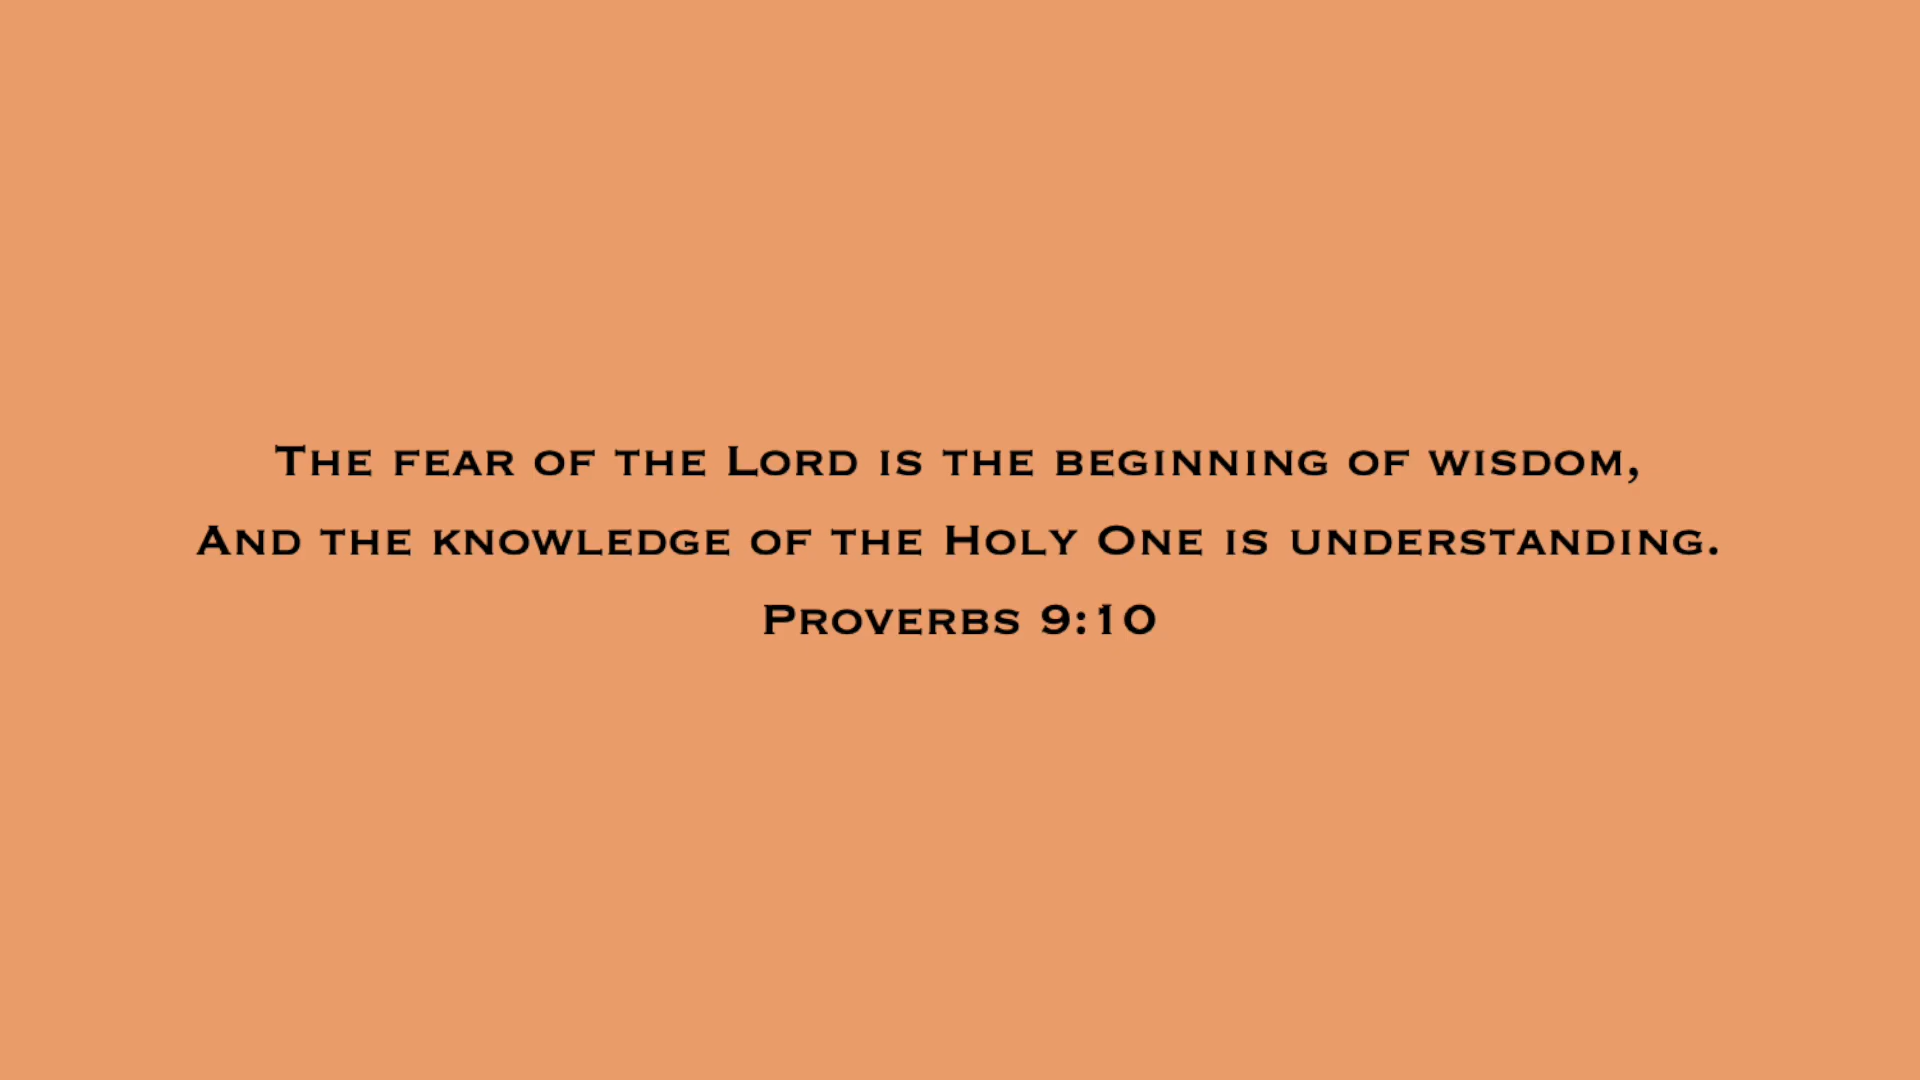 The fear of the Lord is the beginning of wisdom,
And the knowledge of the Holy One is understanding.
Proverbs 9:10